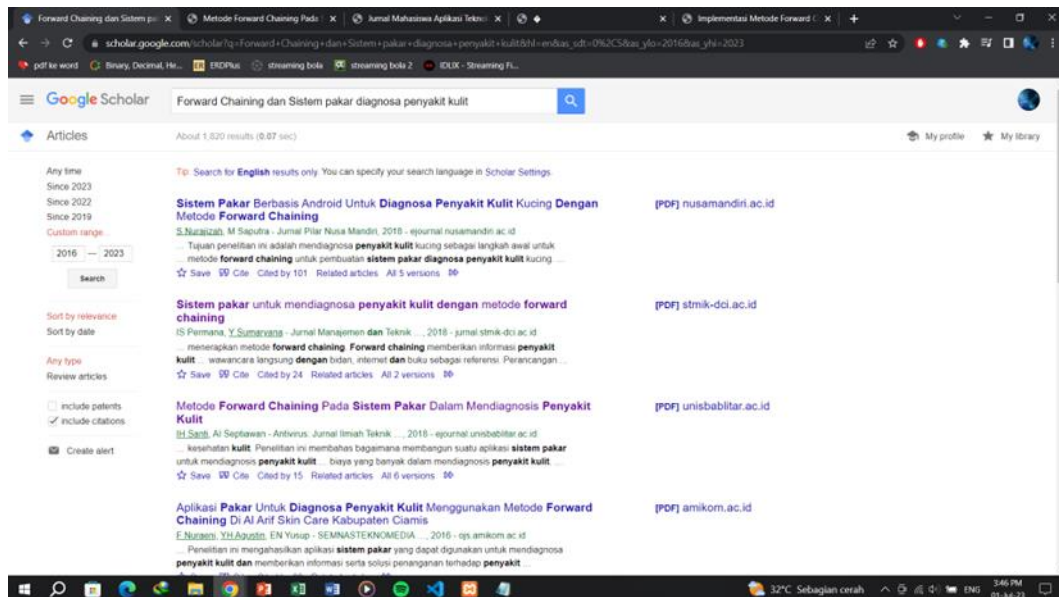 Forward Chaining dan Sistem pa
Metode Forward Chaining Pada
Jurnal Mahasiswa Aplikasi Teknol
Implementasi Metode Forward C
scholar.google.com/scholar?q=Forward+Chaining+dan+Sistem+pakar+diagnosa+penyakit+kulit&hl=en&as_sdt=0%2C5&as_ylo=2016&as_yhi=2023
pdf ke word
Binary, Decimal, He...
ERDPlus
streaming bola
streaming bola 2
IDLIX - Streaming Fi...
Google Scholar
Forward Chaining dan Sistem pakar diagnosa penyakit kulit
Articles
About 1,820 results (0.07 sec)
My profile
My library
Any time
Since 2023
Since 2022
Since 2019
Custom range...
2016 — 2023
Search
Sort by relevance
Sort by date
Any type
Review articles
include patents
include citations
Create alert
Tip: Search for English results only. You can specify your search language in Scholar Settings.
Sistem Pakar Berbasis Android Untuk Diagnosa Penyakit Kulit Kucing Dengan
Metode Forward Chaining
S Nurajizah, M Saputra - Jurnal Pilar Nusa Mandiri, 2018 - ejournal.nusamandiri.ac.id
... Tujuan penelitian ini adalah mendiagnosa penyakit kulit kucing sebagai langkah awal untuk
... metode forward chaining untuk pembuatan sistem pakar diagnosa penyakit kulit kucing ...
Save Cite Cited by 101 Related articles All 5 versions
[PDF] nusamandiri.ac.id
Sistem pakar untuk mendiagnosa penyakit kulit dengan metode forward
chaining
IS Permana, Y Sumaryana - Jurnal Manajemen dan Teknik ..., 2018 - jurnal.stmik-dci.ac.id
... menerapkan metode forward chaining. Forward chaining memberikan informasi penyakit
kulit ... wawancara langsung dengan bidan, internet dan buku sebagai referensi. Perancangan ...
Save Cite Cited by 24 Related articles All 2 versions
[PDF] stmik-dci.ac.id
Metode Forward Chaining Pada Sistem Pakar Dalam Mendiagnosis Penyakit
Kulit
IH Santi, AI Septiawan - Antivirus: Jurnal Ilmiah Teknik ..., 2018 - ejournal.unisbablitar.ac.id
... kesehatan kulit. Penelitian ini membahas bagaimana membangun suatu aplikasi sistem pakar
untuk mendiagnosis penyakit kulit ... biaya yang banyak dalam mendiagnosis penyakit kulit. ...
Save Cite Cited by 15 Related articles All 6 versions
[PDF] unisbablitar.ac.id
Aplikasi Pakar Untuk Diagnosa Penyakit Kulit Menggunakan Metode Forward
Chaining Di Al Arif Skin Care Kabupaten Ciamis
F Nuraeni, YH Agustin, EN Yusup - SEMNASTEKNOMEDIA ..., 2016 - ojs.amikom.ac.id
... Penelitian ini mengahasilkan aplikasi sistem pakar yang dapat digunakan untuk mendiagnosa
penyakit kulit dan memberikan informasi serta solusi penanganan terhadap penyakit ...
[PDF] amikom.ac.id
32°C Sebagian cerah
ENG
3:46 PM
01-Jul-23